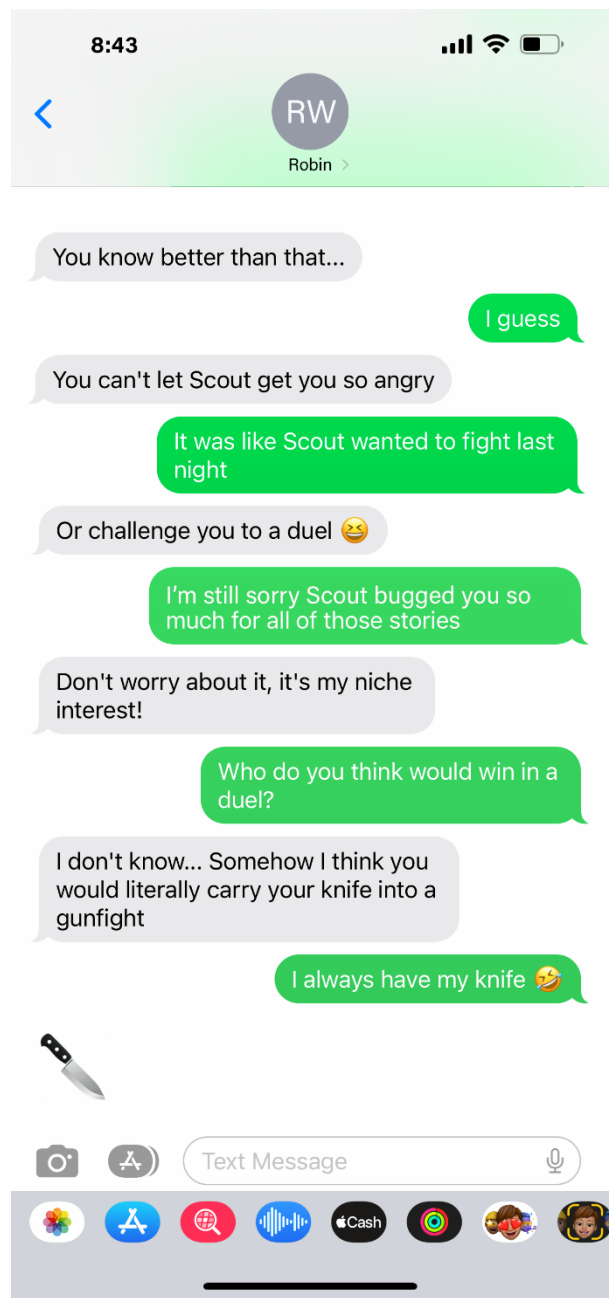 8:43
RW
Robin
You know better than that...
I guess
You can't let Scout get you so angry
It was like Scout wanted to fight last
night
Or challenge you to a duel 😆
I’m still sorry Scout bugged you so
much for all of those stories
Don't worry about it, it's my niche
interest!
Who do you think would win in a
duel?
I don't know... Somehow I think you
would literally carry your knife into a
gunfight
I always have my knife 🤣
🔪
Text Message
Cash